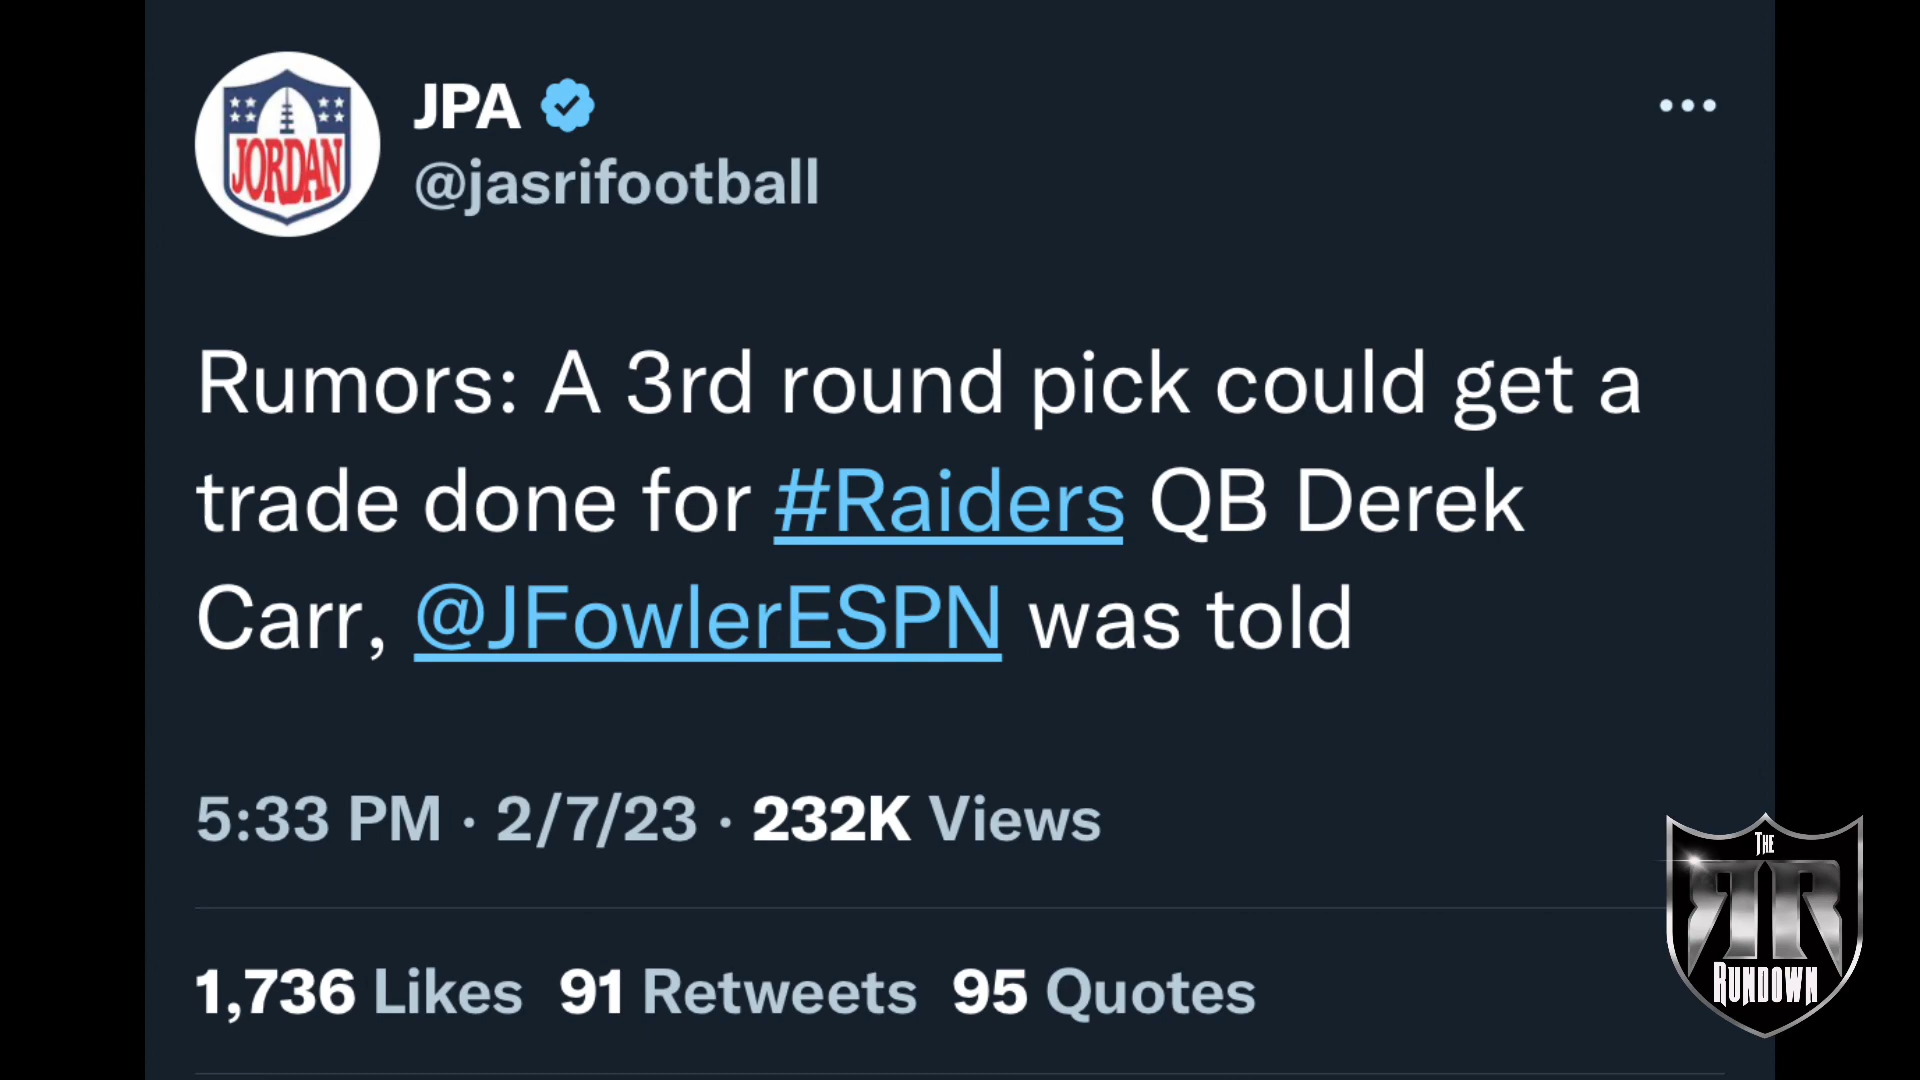 JORDAN
JPA
@jasrifootball
Rumors: A 3rd round pick could get a
trade done for #Raiders QB Derek
Carr, @JFowlerESPN was told
5:33 PM · 2/7/23 · 232K Views
1,736 Likes 91 Retweets 95 Quotes
THE
RR
RUNDOWN